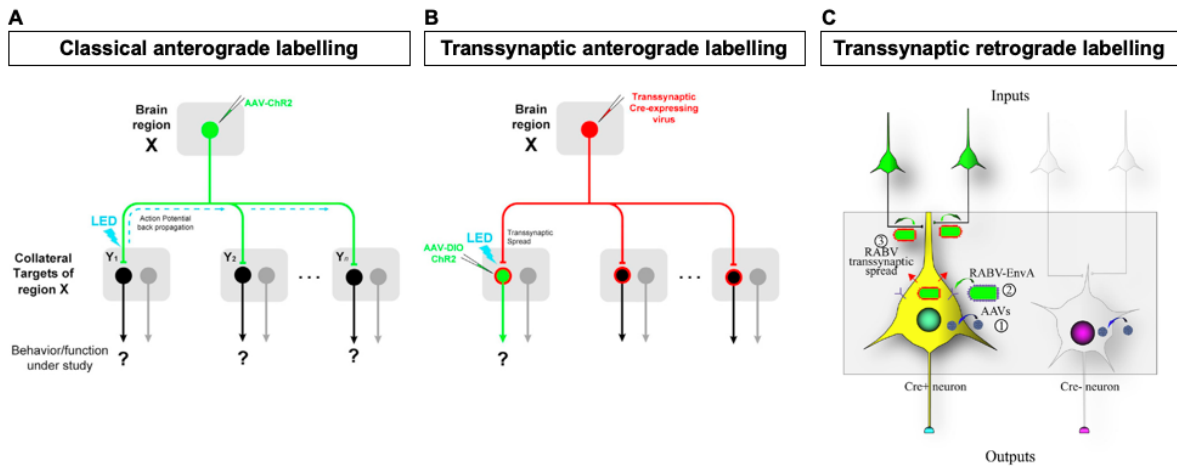 A
Classical anterograde labelling
Brain
region
X
AAV-ChR2
LED
Action Potential
back propagation
Collateral
Targets of
region X
Y1
Y2
Yn
...
Behavior/function
under study
?
?
?
B
Transsynaptic anterograde labelling
Brain
region
X
Transsynaptic
Cre-expressing
virus
LED
Transsynaptic
Spread
AAV-DIO
ChR2
...
?
C
Transsynaptic retrograde labelling
Inputs
③
RABV
transsynaptic
spread
RABV-EnvA
②
AAVs
①
Cre+ neuron
Cre- neuron
Outputs